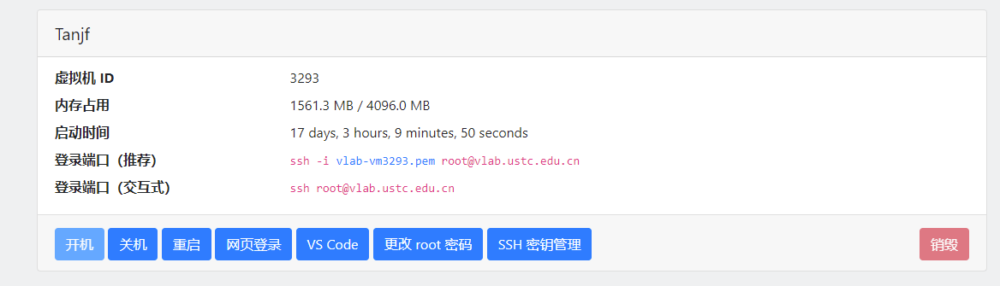 Tanjf
虚拟机 ID 3293
内存占用 1561.3 MB / 4096.0 MB
启动时间 17 days, 3 hours, 9 minutes, 50 seconds
登录端口（推荐） ssh -i vlab-vm3293.pem root@vlab.ustc.edu.cn
登录端口（交互式） ssh root@vlab.ustc.edu.cn
开机 关机 重启 网页登录 VS Code 更改 root 密码 SSH 密钥管理 销毁